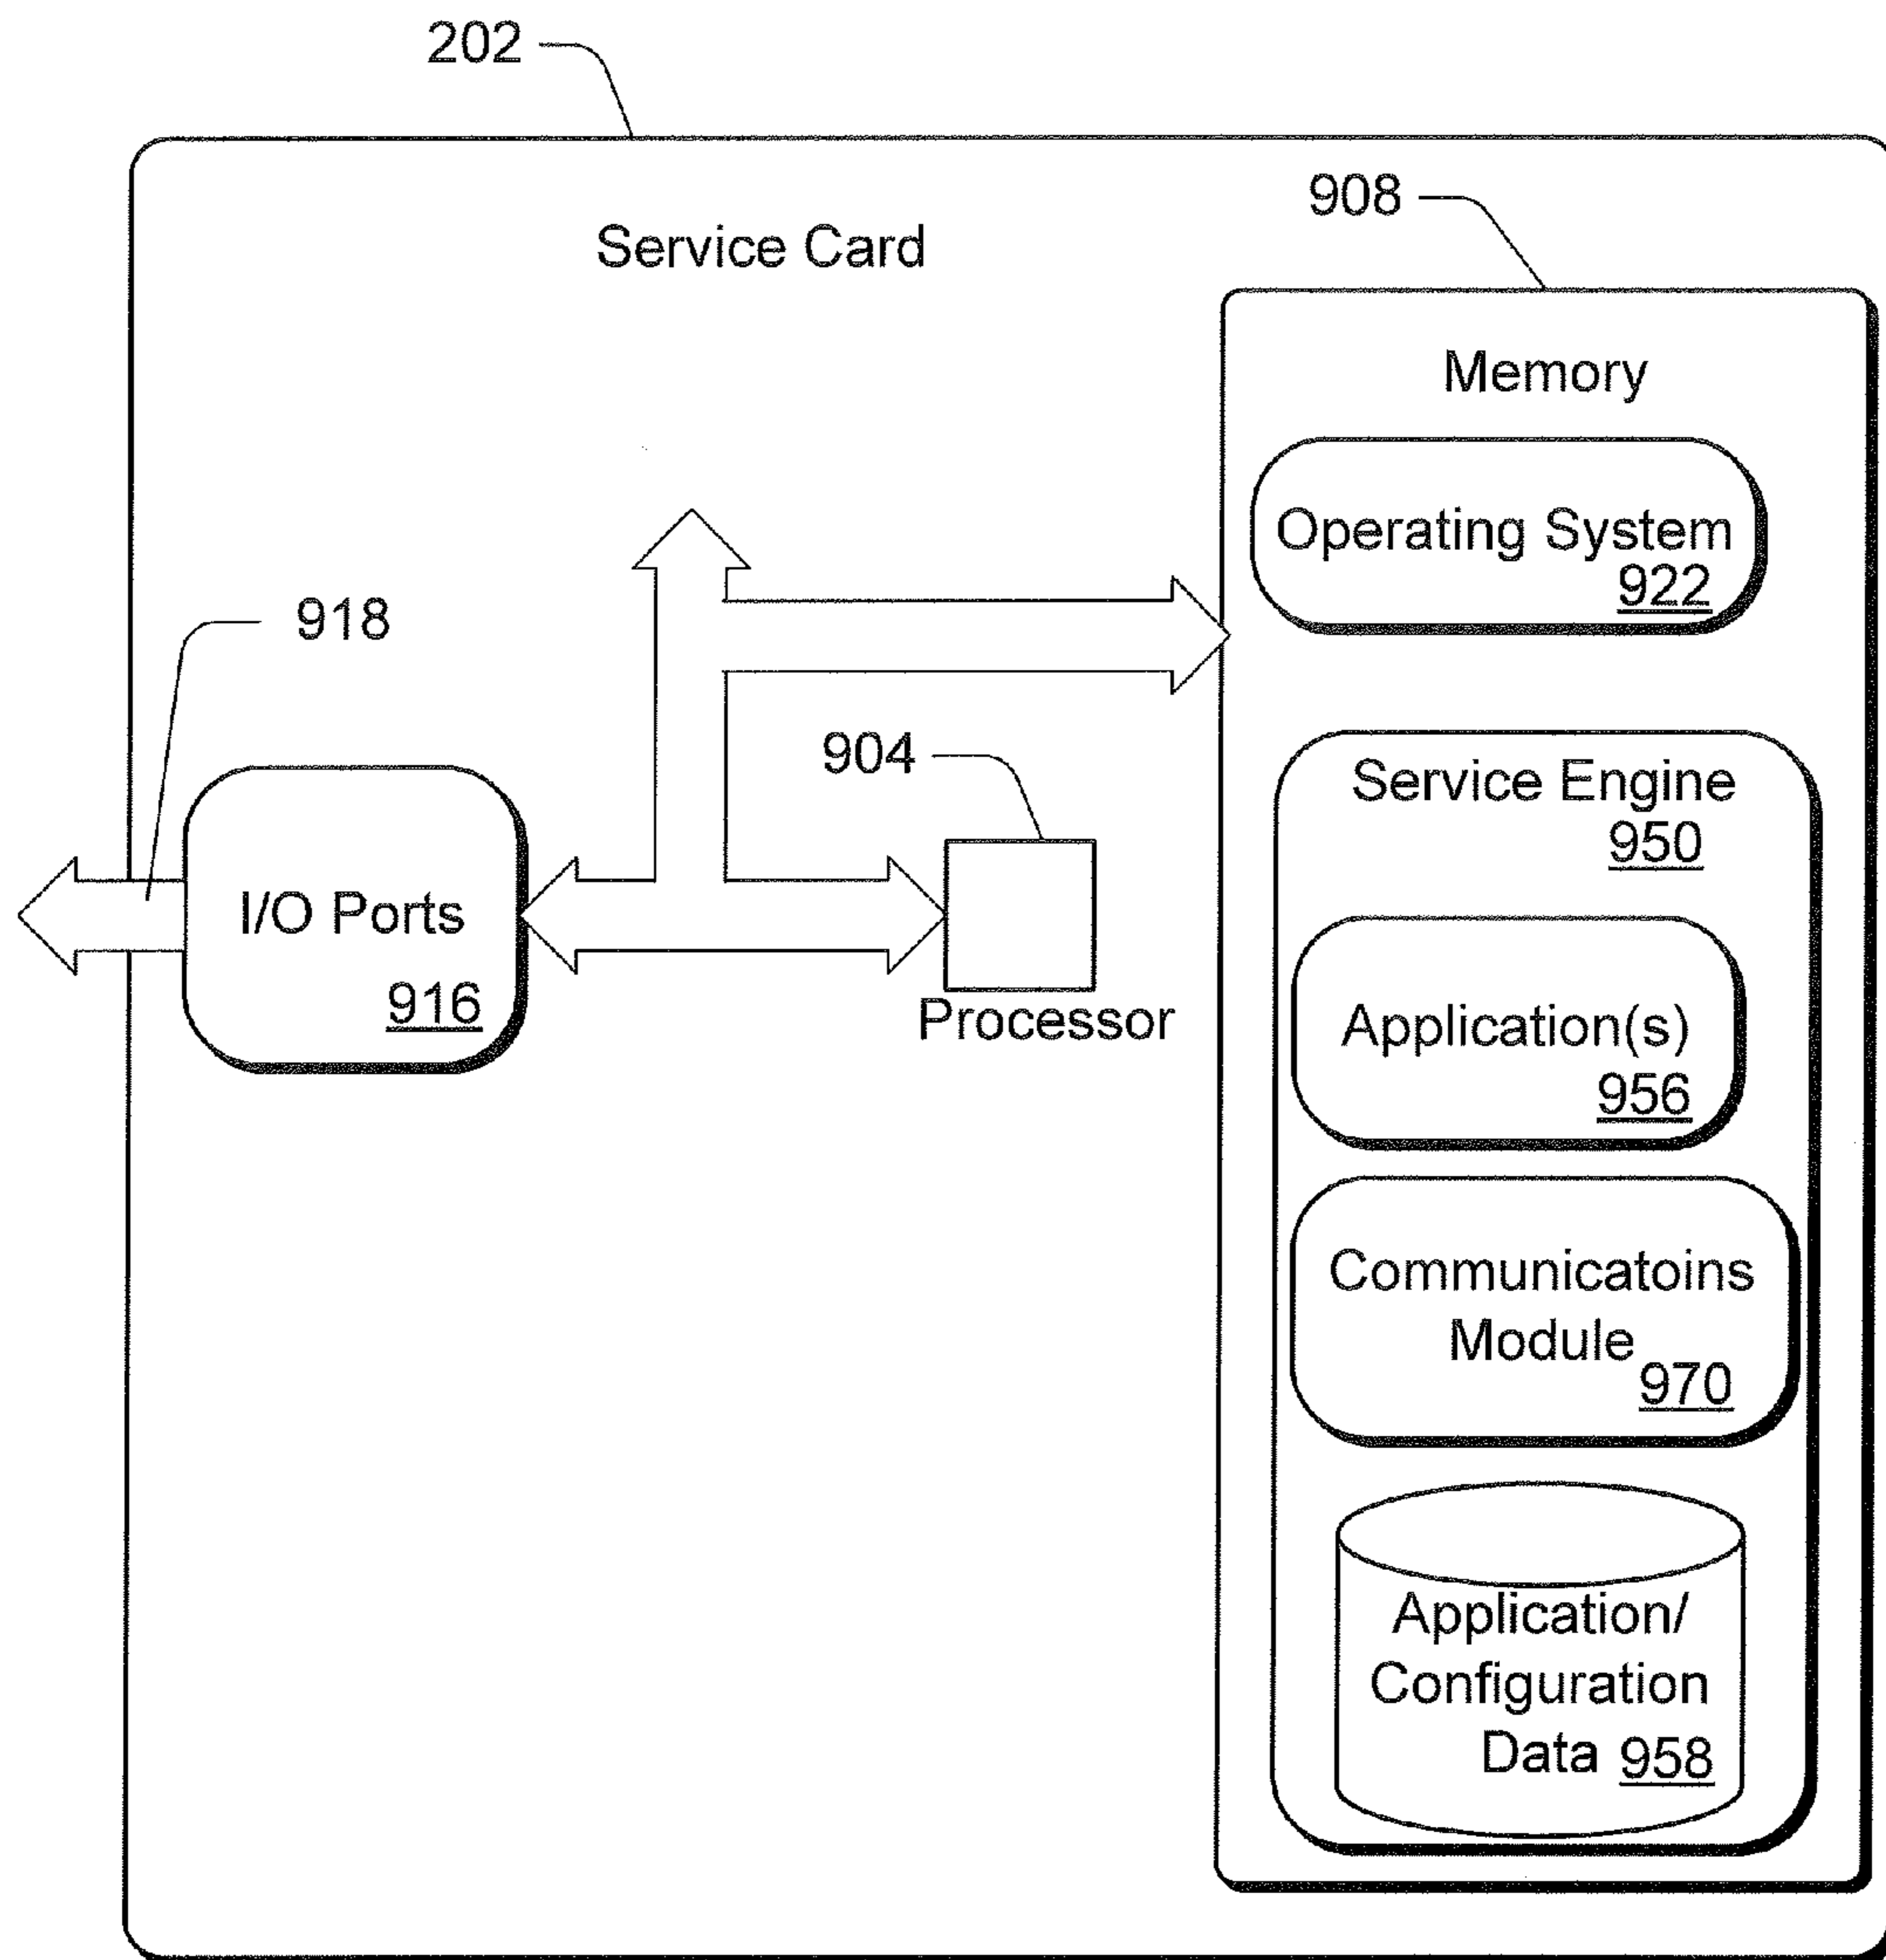 202
908
Service Card
Memory
Operating System
922
918
904
Service Engine
950
I/O Ports
916
Processor
Application(s)
956
Communicatoins
Module
970
Application/
Configuration
Data 958